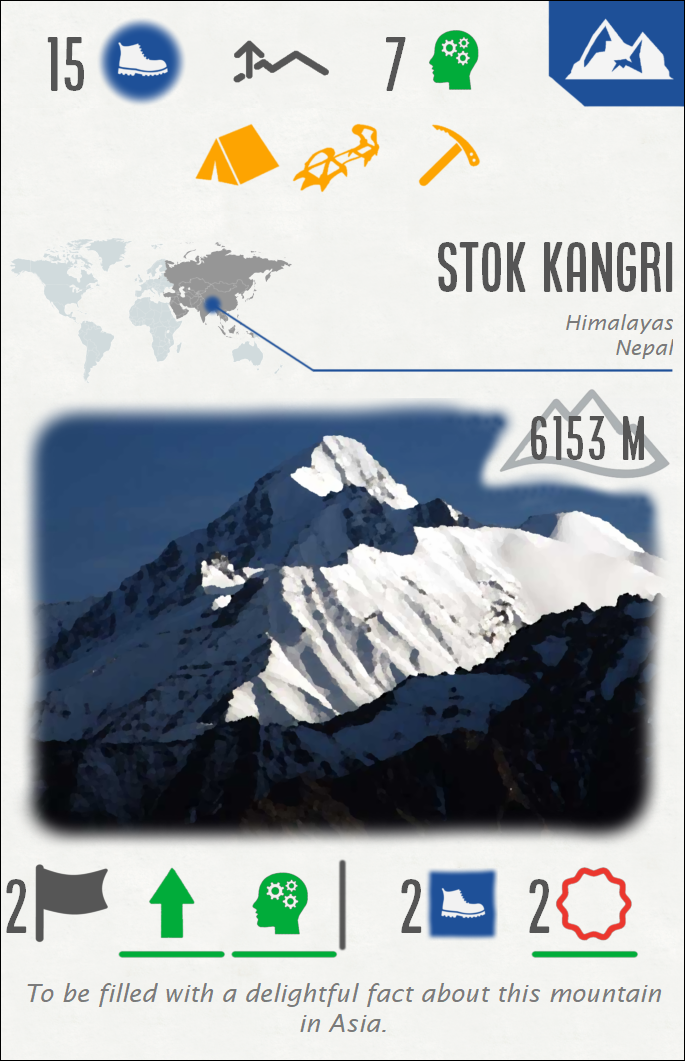 15
7
STOK KANGRI
Himalayas
Nepal
6153 M
2
2
2
To be filled with a delightful fact about this mountain
in Asia.